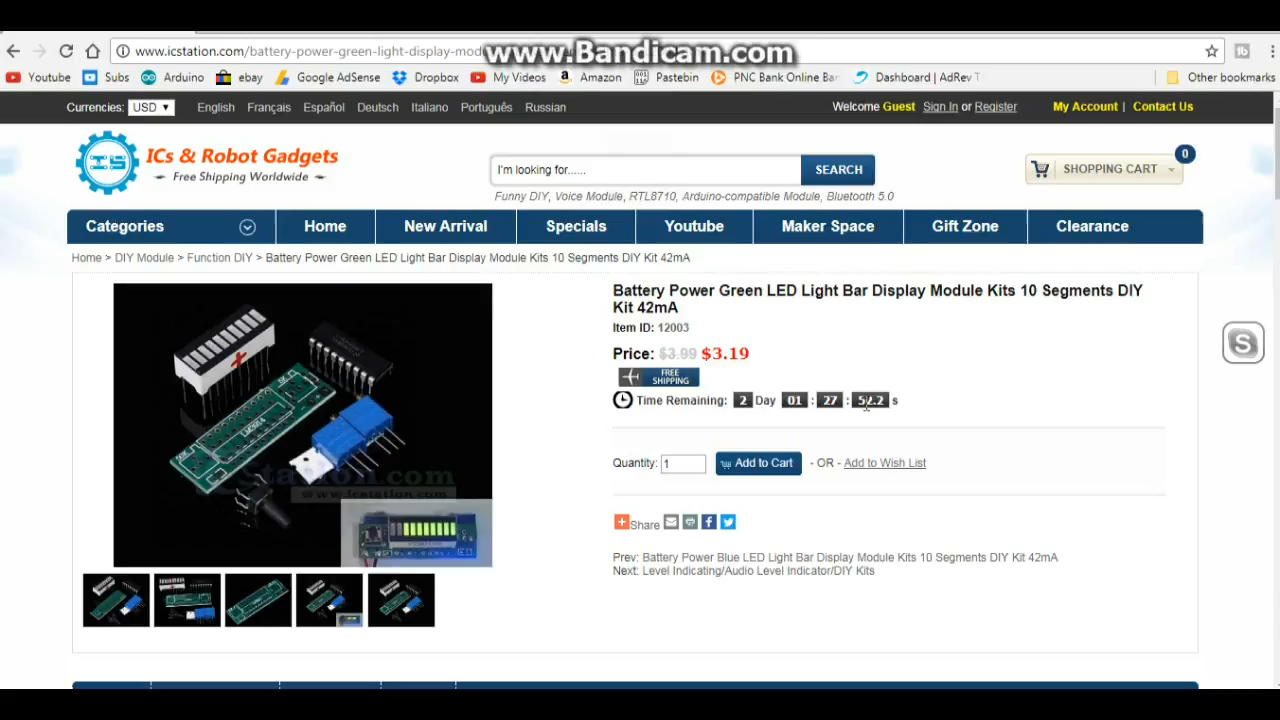 www.icstation.com/battery-power-green-light-display-mod
www.Bandicam.com
Youtube Subs Arduino ebay Google AdSense Dropbox My Videos Amazon Pastebin PNC Bank Online Ba Dashboard | AdRev T Other bookmarks
Currencies: USD English Français Español Deutsch Italiano Português Russian Welcome Guest Sign In or Register My Account | Contact Us
ICs & Robot Gadgets
Free Shipping Worldwide
I'm looking for...... SEARCH
SHOPPING CART 0
Funny DIY, Voice Module, RTL8710, Arduino-compatible Module, Bluetooth 5.0
Categories Home New Arrival Specials Youtube Maker Space Gift Zone Clearance
Home > DIY Module > Function DIY > Battery Power Green LED Light Bar Display Module Kits 10 Segments DIY Kit 42mA
Battery Power Green LED Light Bar Display Module Kits 10 Segments DIY
Kit 42mA
Item ID: 12003
Price: $3.99 $3.19
FREE
SHIPPING
Time Remaining: 2 Day 01 : 27 : s
Quantity: 1 Add to Cart - OR - Add to Wish List
www.icstation.com
Share
Prev: Battery Power Blue LED Light Bar Display Module Kits 10 Segments DIY Kit 42mA
Next: Level Indicating/Audio Level Indicator/DIY Kits